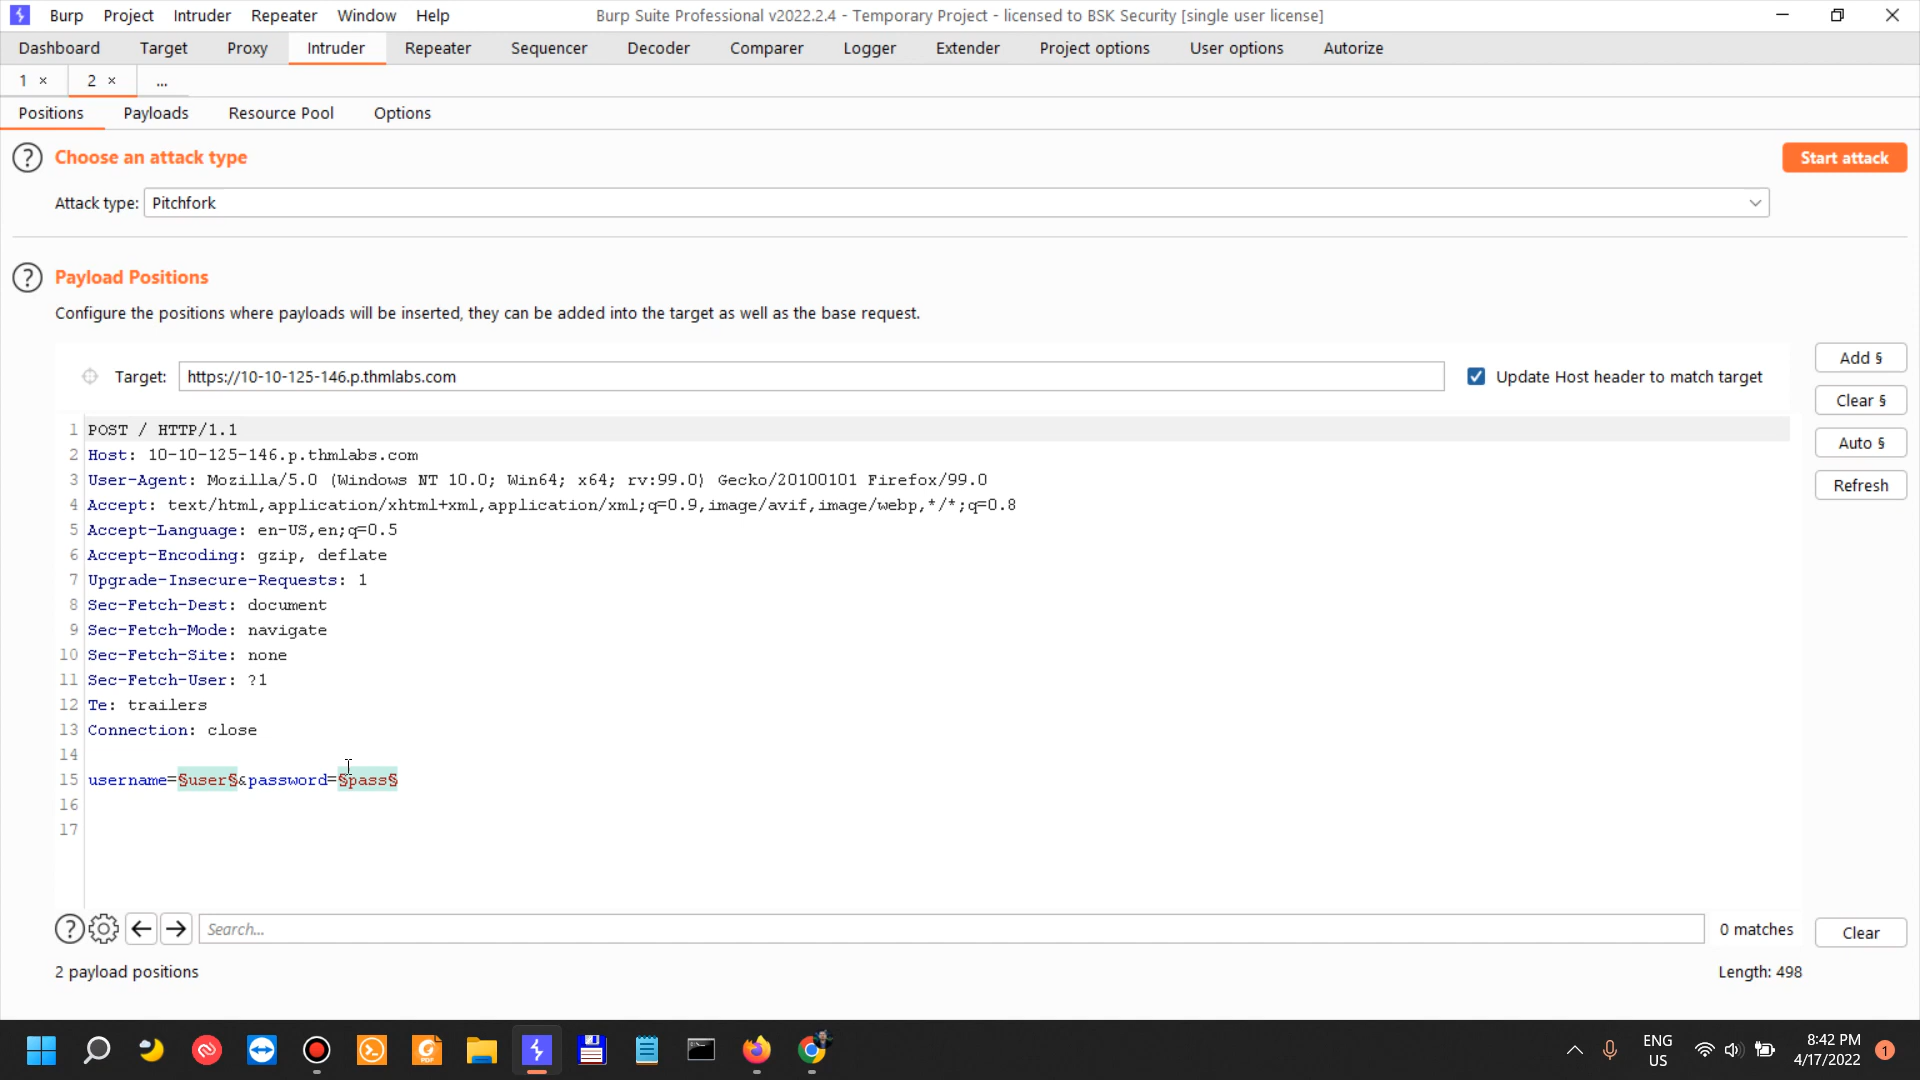 Burp Project Intruder Repeater Window Help Burp Suite Professional v2022.2.4 - Temporary Project - licensed to BSK Security [single user license]
Dashboard Target Proxy Intruder Repeater Sequencer Decoder Comparer Logger Extender Project options User options Autorize
1 × 2 × ...
Positions Payloads Resource Pool Options
? Choose an attack type Start attack
Attack type: Pitchfork
? Payload Positions
Configure the positions where payloads will be inserted, they can be added into the target as well as the base request.
Add §
Target: https://10-10-125-146.p.thmlabs.com Update Host header to match target
Clear §
Auto §
Refresh
1 POST / HTTP/1.1
2 Host: 10-10-125-146.p.thmlabs.com
3 User-Agent: Mozilla/5.0 (Windows NT 10.0; Win64; x64; rv:99.0) Gecko/20100101 Firefox/99.0
4 Accept: text/html,application/xhtml+xml,application/xml;q=0.9,image/avif,image/webp,*/*;q=0.8
5 Accept-Language: en-US,en;q=0.5
6 Accept-Encoding: gzip, deflate
7 Upgrade-Insecure-Requests: 1
8 Sec-Fetch-Dest: document
9 Sec-Fetch-Mode: navigate
10 Sec-Fetch-Site: none
11 Sec-Fetch-User: ?1
12 Te: trailers
13 Connection: close
14
15 username=§user§&password=§pass§
16
17
? Search... 0 matches Clear
2 payload positions Length: 498
PDF
ENG
US
8:42 PM
4/17/2022
1